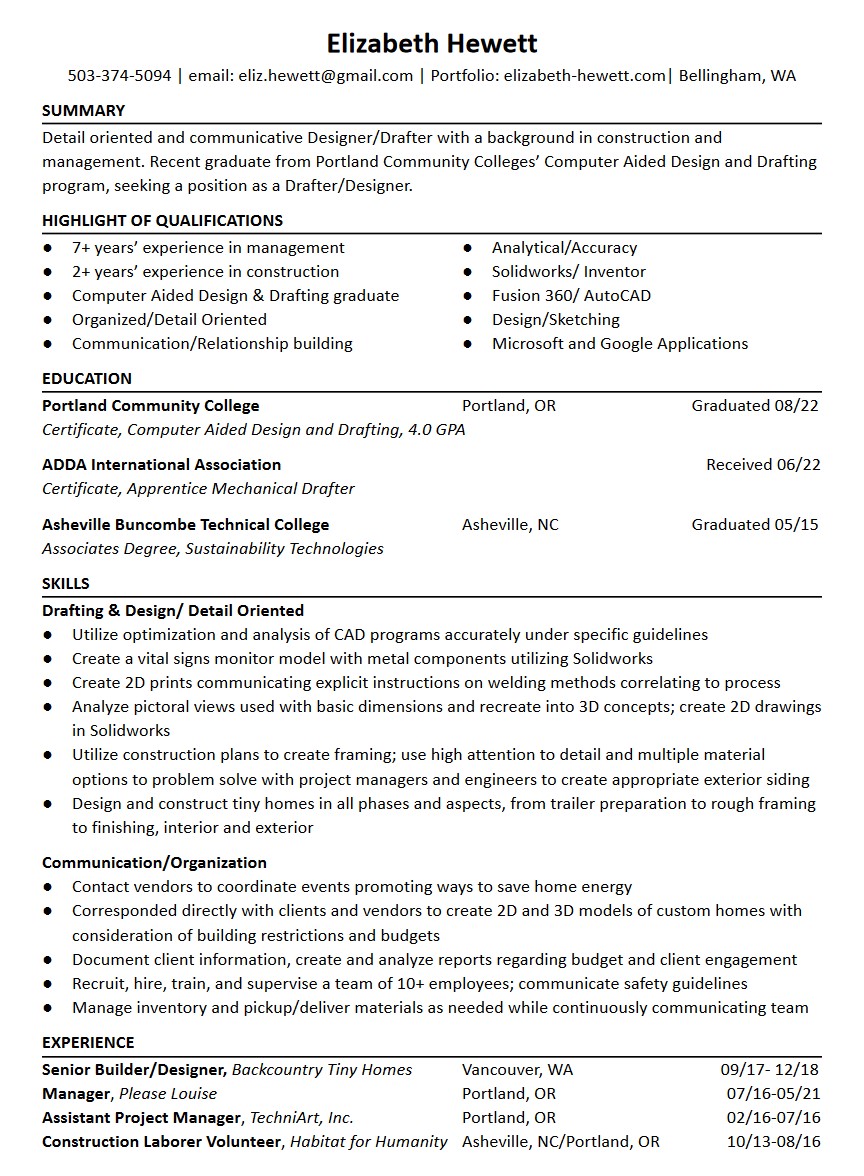 Elizabeth Hewett
503-374-5094 | email: eliz.hewett@gmail.com | Portfolio: elizabeth-hewett.com| Bellingham, WA
SUMMARY
Detail oriented and communicative Designer/Drafter with a background in construction and
management. Recent graduate from Portland Community Colleges’ Computer Aided Design and Drafting
program, seeking a position as a Drafter/Designer.
HIGHLIGHT OF QUALIFICATIONS
● 7+ years’ experience in management
● 2+ years’ experience in construction
● Computer Aided Design & Drafting graduate
● Organized/Detail Oriented
● Communication/Relationship building
● Analytical/Accuracy
● Solidworks/ Inventor
● Fusion 360/ AutoCAD
● Design/Sketching
● Microsoft and Google Applications
EDUCATION
Portland Community College Portland, OR Graduated 08/22
Certificate, Computer Aided Design and Drafting, 4.0 GPA
ADDA International Association Received 06/22
Certificate, Apprentice Mechanical Drafter
Asheville Buncombe Technical College Asheville, NC Graduated 05/15
Associates Degree, Sustainability Technologies
SKILLS
Drafting & Design/ Detail Oriented
● Utilize optimization and analysis of CAD programs accurately under specific guidelines
● Create a vital signs monitor model with metal components utilizing Solidworks
● Create 2D prints communicating explicit instructions on welding methods correlating to process
● Analyze pictoral views used with basic dimensions and recreate into 3D concepts; create 2D drawings
in Solidworks
● Utilize construction plans to create framing; use high attention to detail and multiple material
options to problem solve with project managers and engineers to create appropriate exterior siding
● Design and construct tiny homes in all phases and aspects, from trailer preparation to rough framing
to finishing, interior and exterior
Communication/Organization
● Contact vendors to coordinate events promoting ways to save home energy
● Corresponded directly with clients and vendors to create 2D and 3D models of custom homes with
consideration of building restrictions and budgets
● Document client information, create and analyze reports regarding budget and client engagement
● Recruit, hire, train, and supervise a team of 10+ employees; communicate safety guidelines
● Manage inventory and pickup/deliver materials as needed while continuously communicating team
EXPERIENCE
Senior Builder/Designer, Backcountry Tiny Homes Vancouver, WA 09/17- 12/18
Manager, Please Louise Portland, OR 07/16-05/21
Assistant Project Manager, TechniArt, Inc. Portland, OR 02/16-07/16
Construction Laborer Volunteer, Habitat for Humanity Asheville, NC/Portland, OR 10/13-08/16